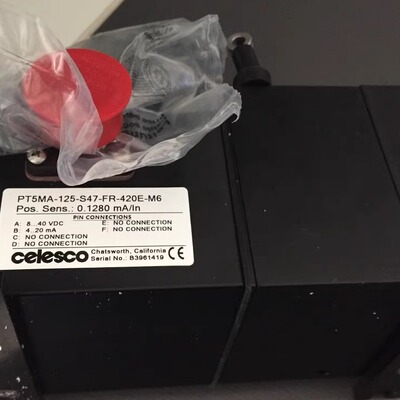 PT5MA-125-S47-FR-420E-M6
Pos. Sens.: 0.1280 mA/In
PIN CONNECTIONS
A: 8...40 VDC E: NO CONNECTION
B: 4...20 mA F: NO CONNECTION
C: NO CONNECTION
D: NO CONNECTION
celesco Chatsworth, California
Serial No.: B3961419